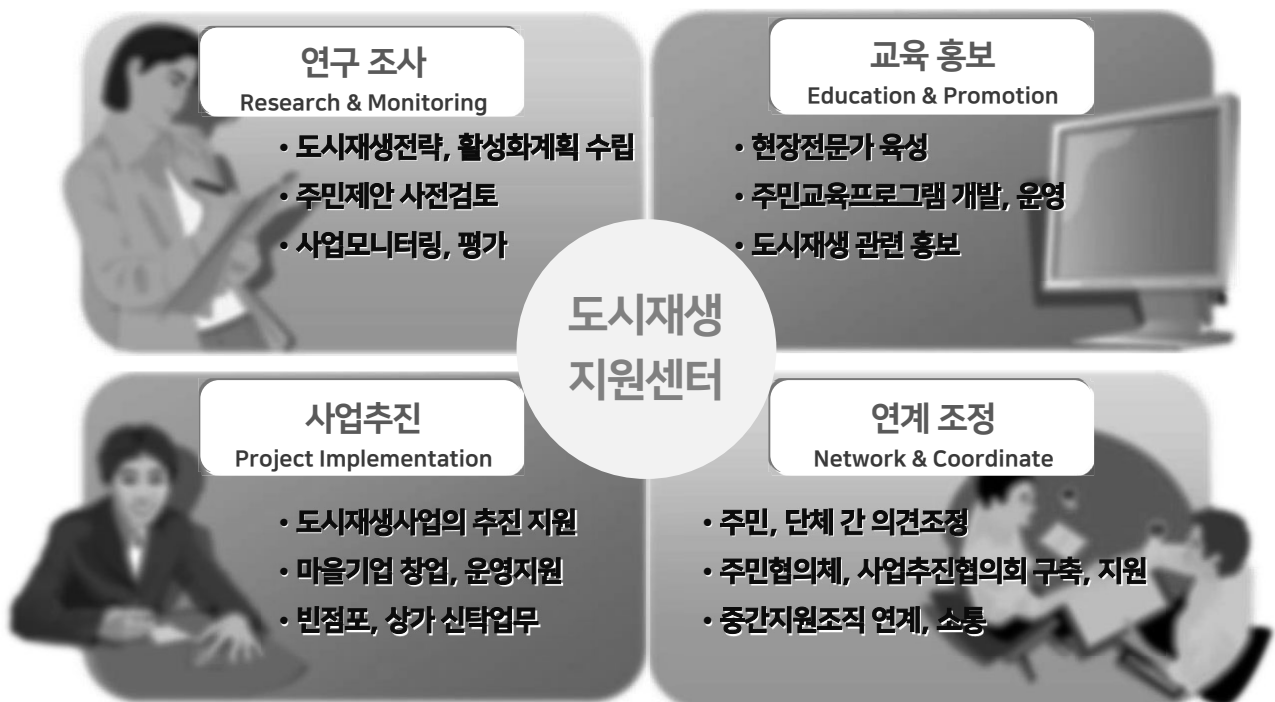 연구 조사
Research & Monitoring
• 도시재생전략, 활성화계획 수립
• 주민제안 사전검토
• 사업모니터링, 평가
교육 홍보
Education & Promotion
• 현장전문가 육성
• 주민교육프로그램 개발, 운영
• 도시재생 관련 홍보
도시재생
지원센터
사업추진
Project Implementation
• 도시재생사업의 추진 지원
• 마을기업 창업, 운영지원
• 빈점포, 상가 신탁업무
연계 조정
Network & Coordinate
• 주민, 단체 간 의견조정
• 주민협의체, 사업추진협의회 구축, 지원
• 중간지원조직 연계, 소통